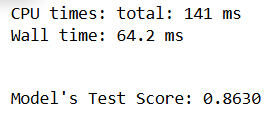 CPU times: total: 141 ms
Wall time: 64.2 ms
Model's Test Score: 0.8630